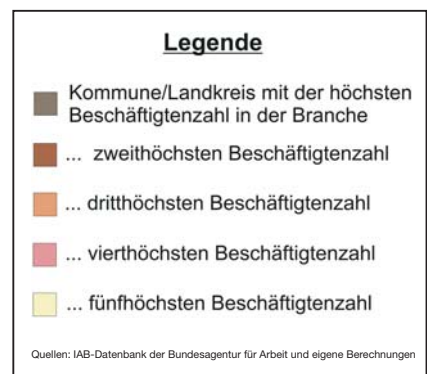 Legende
Kommune/Landkreis mit der höchsten
Beschäftigtenzahl in der Branche
... zweithöchsten Beschäftigtenzahl
... dritthöchsten Beschäftigtenzahl
... vierthöchsten Beschäftigtenzahl
... fünfhöchsten Beschäftigtenzahl
Quellen: IAB-Datenbank der Bundesagentur für Arbeit und eigene Berechnungen